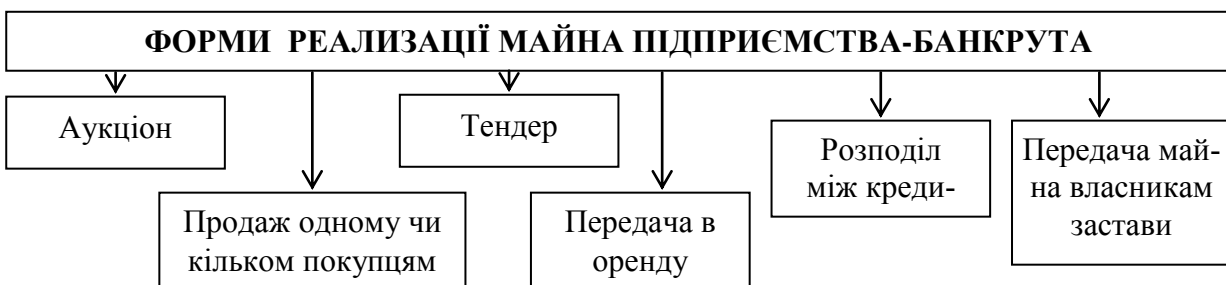 ФОРМИ РЕАЛИЗАЦІЇ МАЙНА ПІДПРИЄМСТВА-БАНКРУТА
Аукціон
Продаж одному чи
кільком покупцям
Тендер
Передача в
оренду
Розподіл
між креди-
Передача май-
на власникам
застави